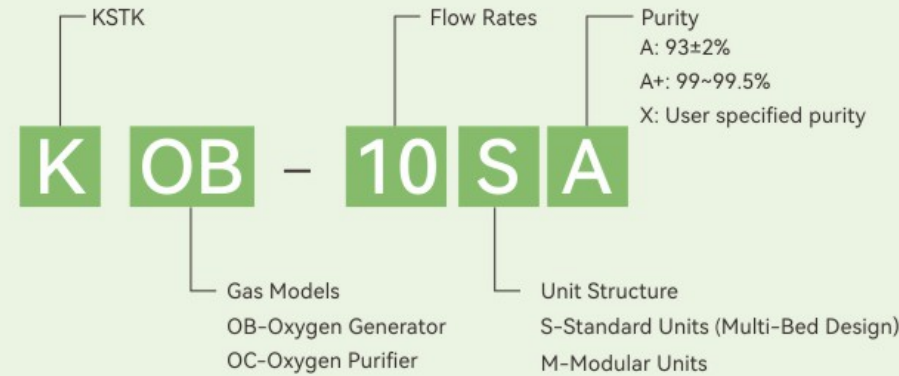 KSTK
Flow Rates
Purity
A: 93±2%
A+: 99~99.5%
X: User specified purity
K OB - 10 S A
Gas Models
OB-Oxygen Generator
OC-Oxygen Purifier
Unit Structure
S-Standard Units (Multi-Bed Design)
M-Modular Units